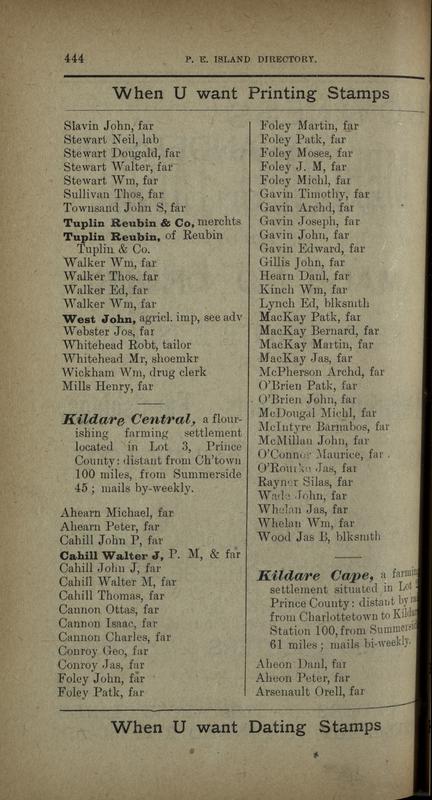 444
P. E. ISLAND DIRECTORY.
When U want Printing Stamps
Slavin John, far
Stewart Neil, lab
Stewart Dougald, far
Stewart Walter, far
Stewart Wm, far
Sullivan Thos, far
Townsand John S, far
Tuplin Reubin & Co, merchts
Tuplin Reubin, of Reubin
Tuplin & Co.
Walker Wm, far
Walker Thos. far
Walker Ed, far
Walker Wm, far
West John, agricl. imp, see adv
Webster Jos, far
Whitehead Robt, tailor
Whitehead Mr, shoemkr
Wickham Wm, drug clerk
Mills Henry, far
Kildare Central, a flour-
ishing farming settlement
located in Lot 3, Prince
County: distant from Ch'town
100 miles, from Summerside
45 ; mails by-weekly.
Ahearn Michael, far
Ahearn Peter, far
Cahill John P, far
Cahill Walter J, P. M, & far
Cahill John J, far
Cahill Walter M, far
Cahill Thomas, far
Cannon Ottas, far
Cannon Isaac, far
Cannon Charles, far
Conroy Geo, far
Conroy Jas, far
Foley John, far
Foley Patk, far
Foley Martin, far
Foley Patk, far
Foley Moses, far
Foley J. M, far
Foley Michl, far
Gavin Timothy, far
Gavin Archd, far
Gavin Joseph, far
Gavin John, far
Gavin Edward, far
Gillis John, far
Hearn Danl, far
Kinch Wm, far
Lynch Ed, blksmth
MacKay Patk, far
MacKay Bernard, far
MacKay Martin, far
MacKay Jas, far
McPherson Archd, far
O'Brien Patk, far
O'Brien John, far
McDougal Michl, far
McIntyre Barnabos, far
McMillan John, far
O'Connor Maurice, far
O'Rourke Jas, far
Rayner Silas, far
Wade John, far
Whelan Jas, far
Whelan Wm, far
Wood Jas B, blksmth
Kildare Cape, a farming
settlement situated in Lot
Prince County: distant by
from Charlottetown to
Station 100, from
61 miles ; mails bi-weekly.
Aheon Danl, far
Aheon Peter, far
Arsenault Orell, far
When U want Dating Stamps